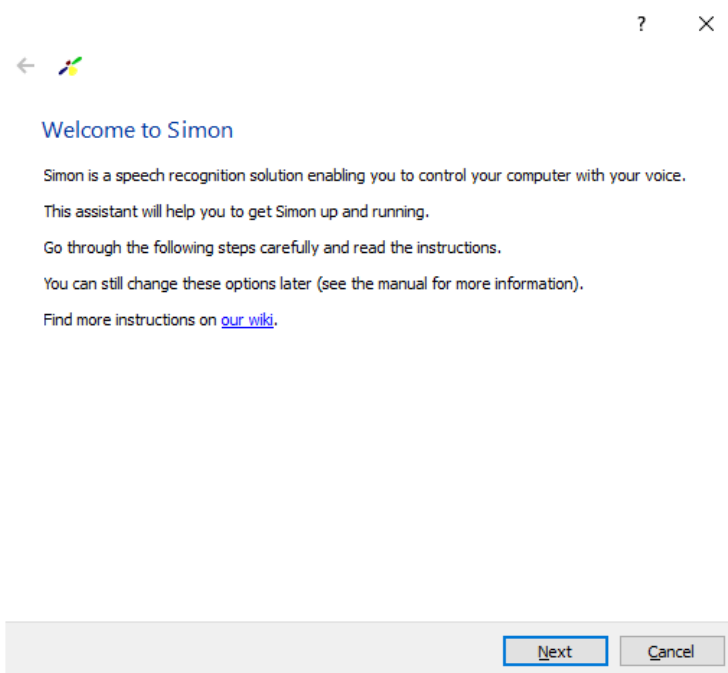 ?
Welcome to Simon
Simon is a speech recognition solution enabling you to control your computer with your voice.
This assistant will help you to get Simon up and running.
Go through the following steps carefully and read the instructions.
You can still change these options later (see the manual for more information).
Find more instructions on our wiki.
Next Cancel